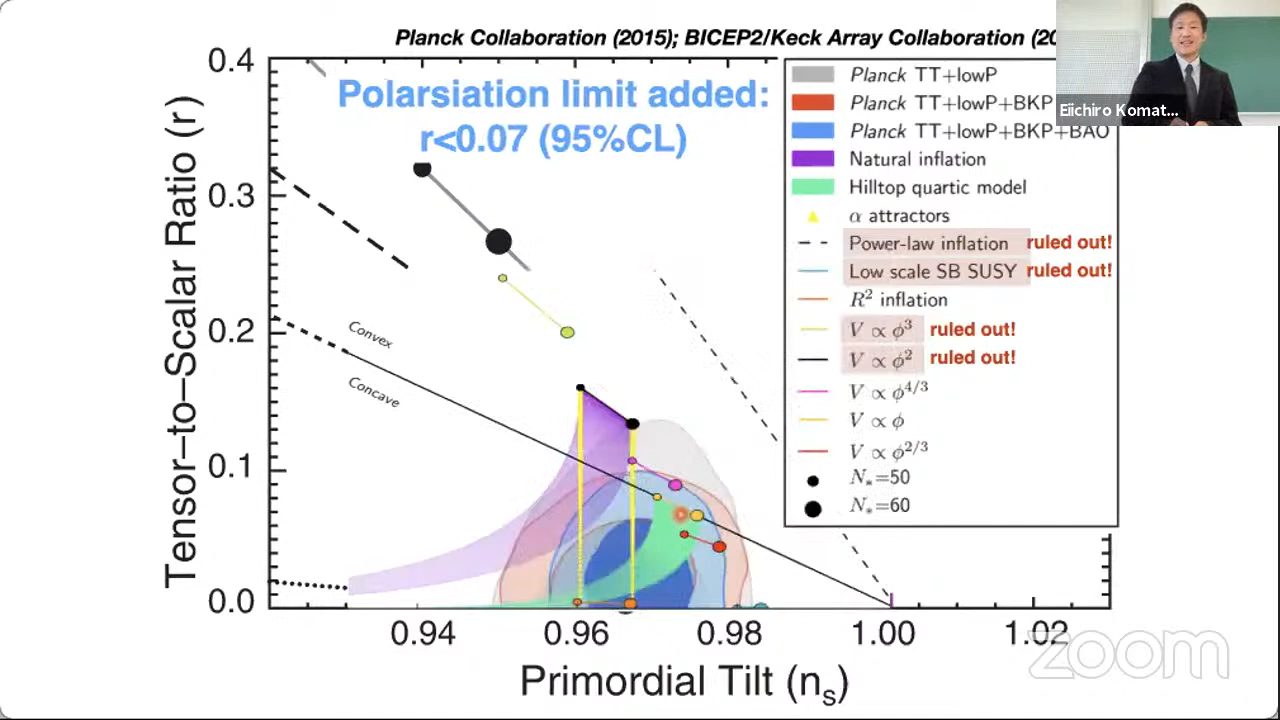 Planck Collaboration (2015); BICEP2/Keck Array Collaboration (20
Polarsiation limit added:
r<0.07 (95%CL)
Tensor-to-Scalar Ratio (r)
0.4
0.3
0.2
0.1
0.0
Convex
Concave
Planck TT+lowP
Planck TT+lowP+BKP
Planck TT+lowP+BKP+BAO
Natural inflation
Hilltop quartic model
α attractors
Power-law inflation ruled out!
Low scale SB SUSY ruled out!
R² inflation
V ∝ ϕ³ ruled out!
V ∝ ϕ² ruled out!
V ∝ ϕ^{4/3}
V ∝ ϕ
V ∝ ϕ^{2/3}
N*=50
N*=60
0.94 0.96 0.98 1.00 1.02
Primordial Tilt (nₛ)
Eiichiro Komat...
zoom